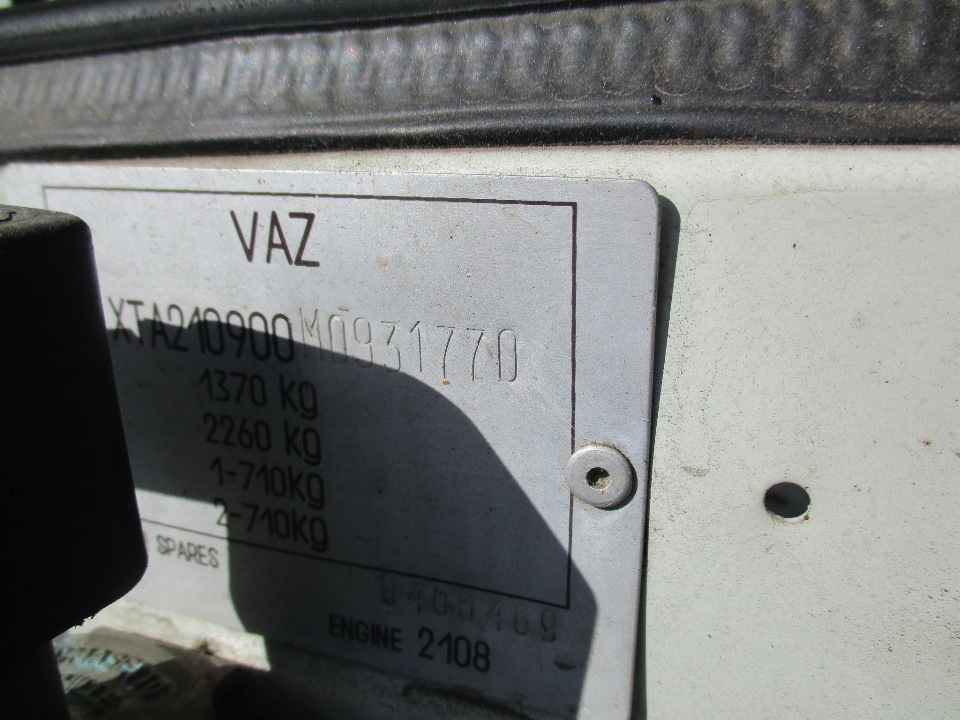 VAZ
XTA210900M0931770
1370 Kg
2260 Kg
1-710Kg
2-710Kg
SPARES
0408469
ENGINE 2108